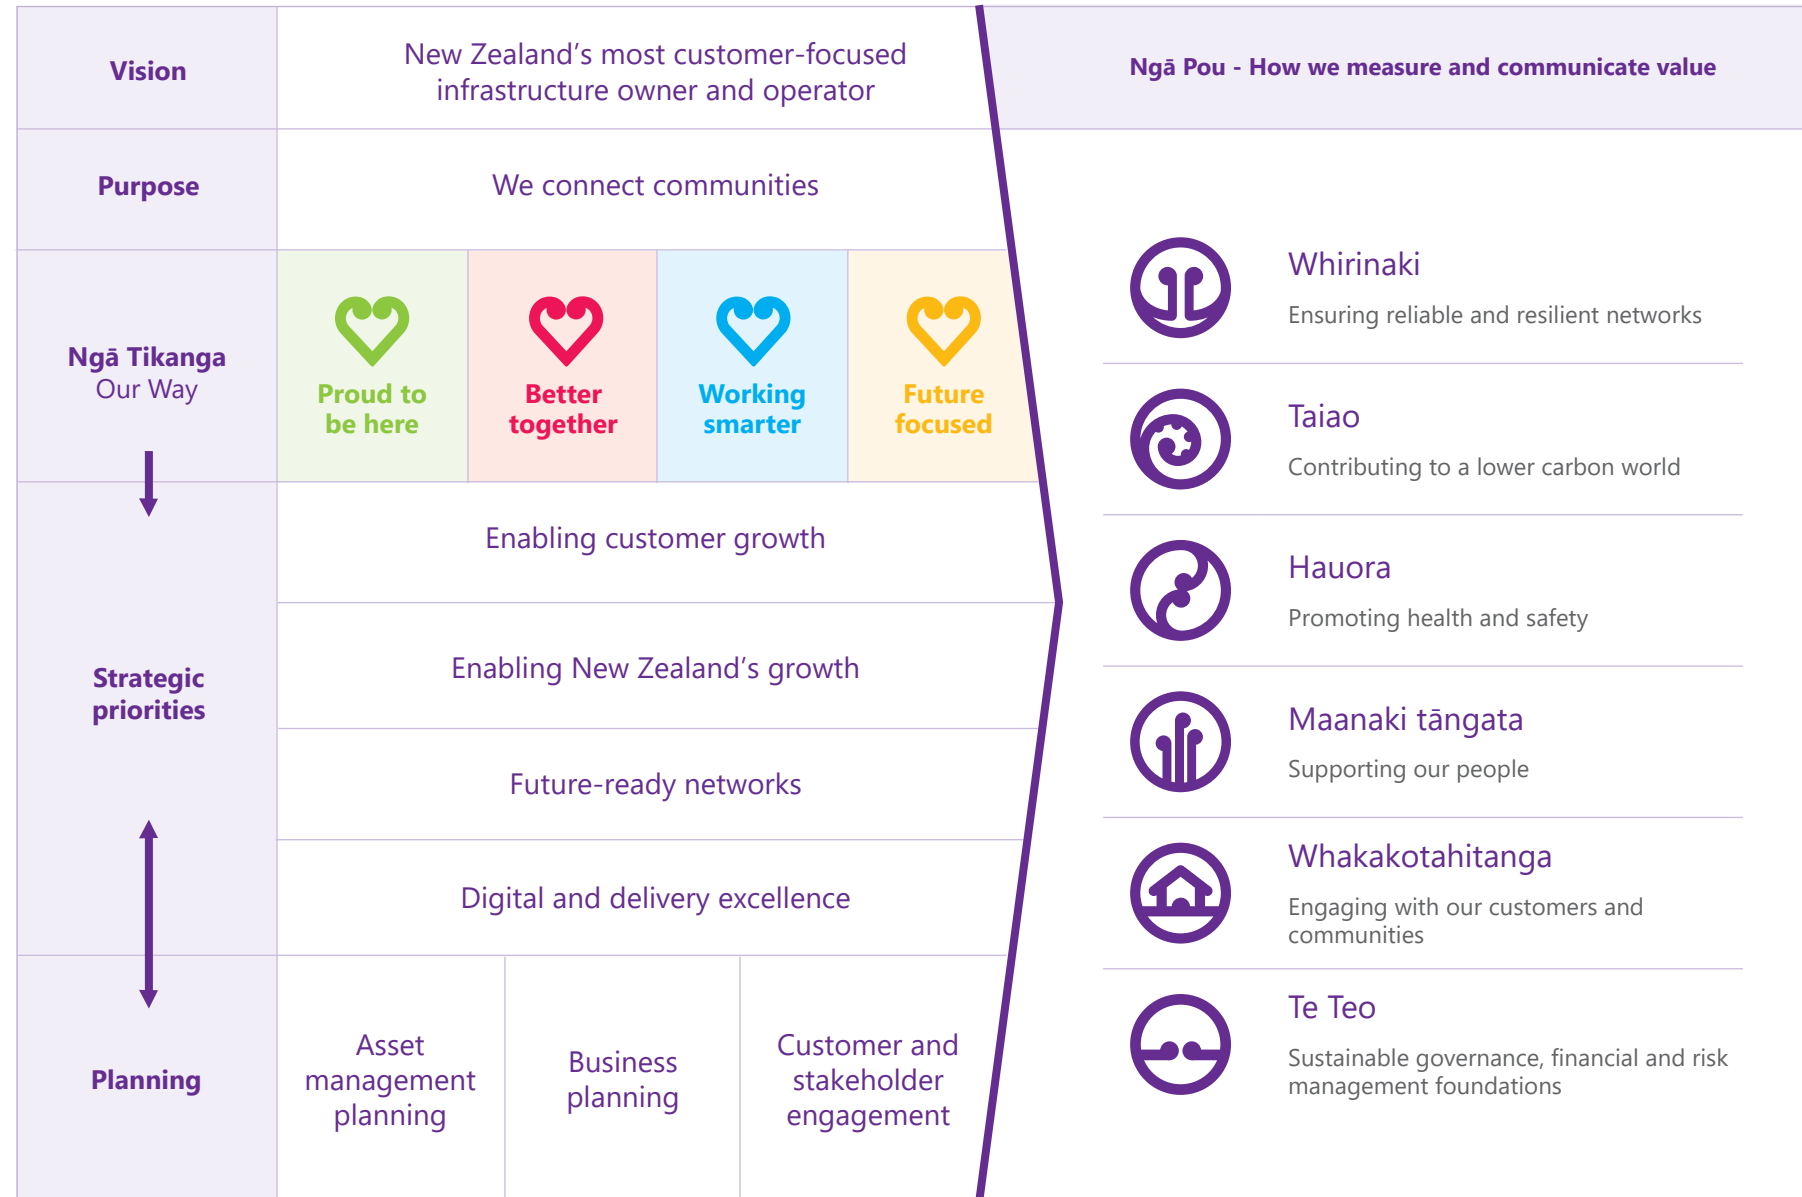 Vision
New Zealand’s most customer-focused
infrastructure owner and operator
Purpose
We connect communities
Ngā Tikanga
Our Way
Proud to
be here
Better
together
Working
smarter
Future
focused
Strategic
priorities
Enabling customer growth
Enabling New Zealand’s growth
Future-ready networks
Digital and delivery excellence
Planning
Asset
management
planning
Business
planning
Customer and
stakeholder
engagement
Ngā Pou - How we measure and communicate value
Whirinaki
Ensuring reliable and resilient networks
Taiao
Contributing to a lower carbon world
Hauora
Promoting health and safety
Maanaki tāngata
Supporting our people
Whakakotahitanga
Engaging with our customers and
communities
Te Teo
Sustainable governance, financial and risk
management foundations